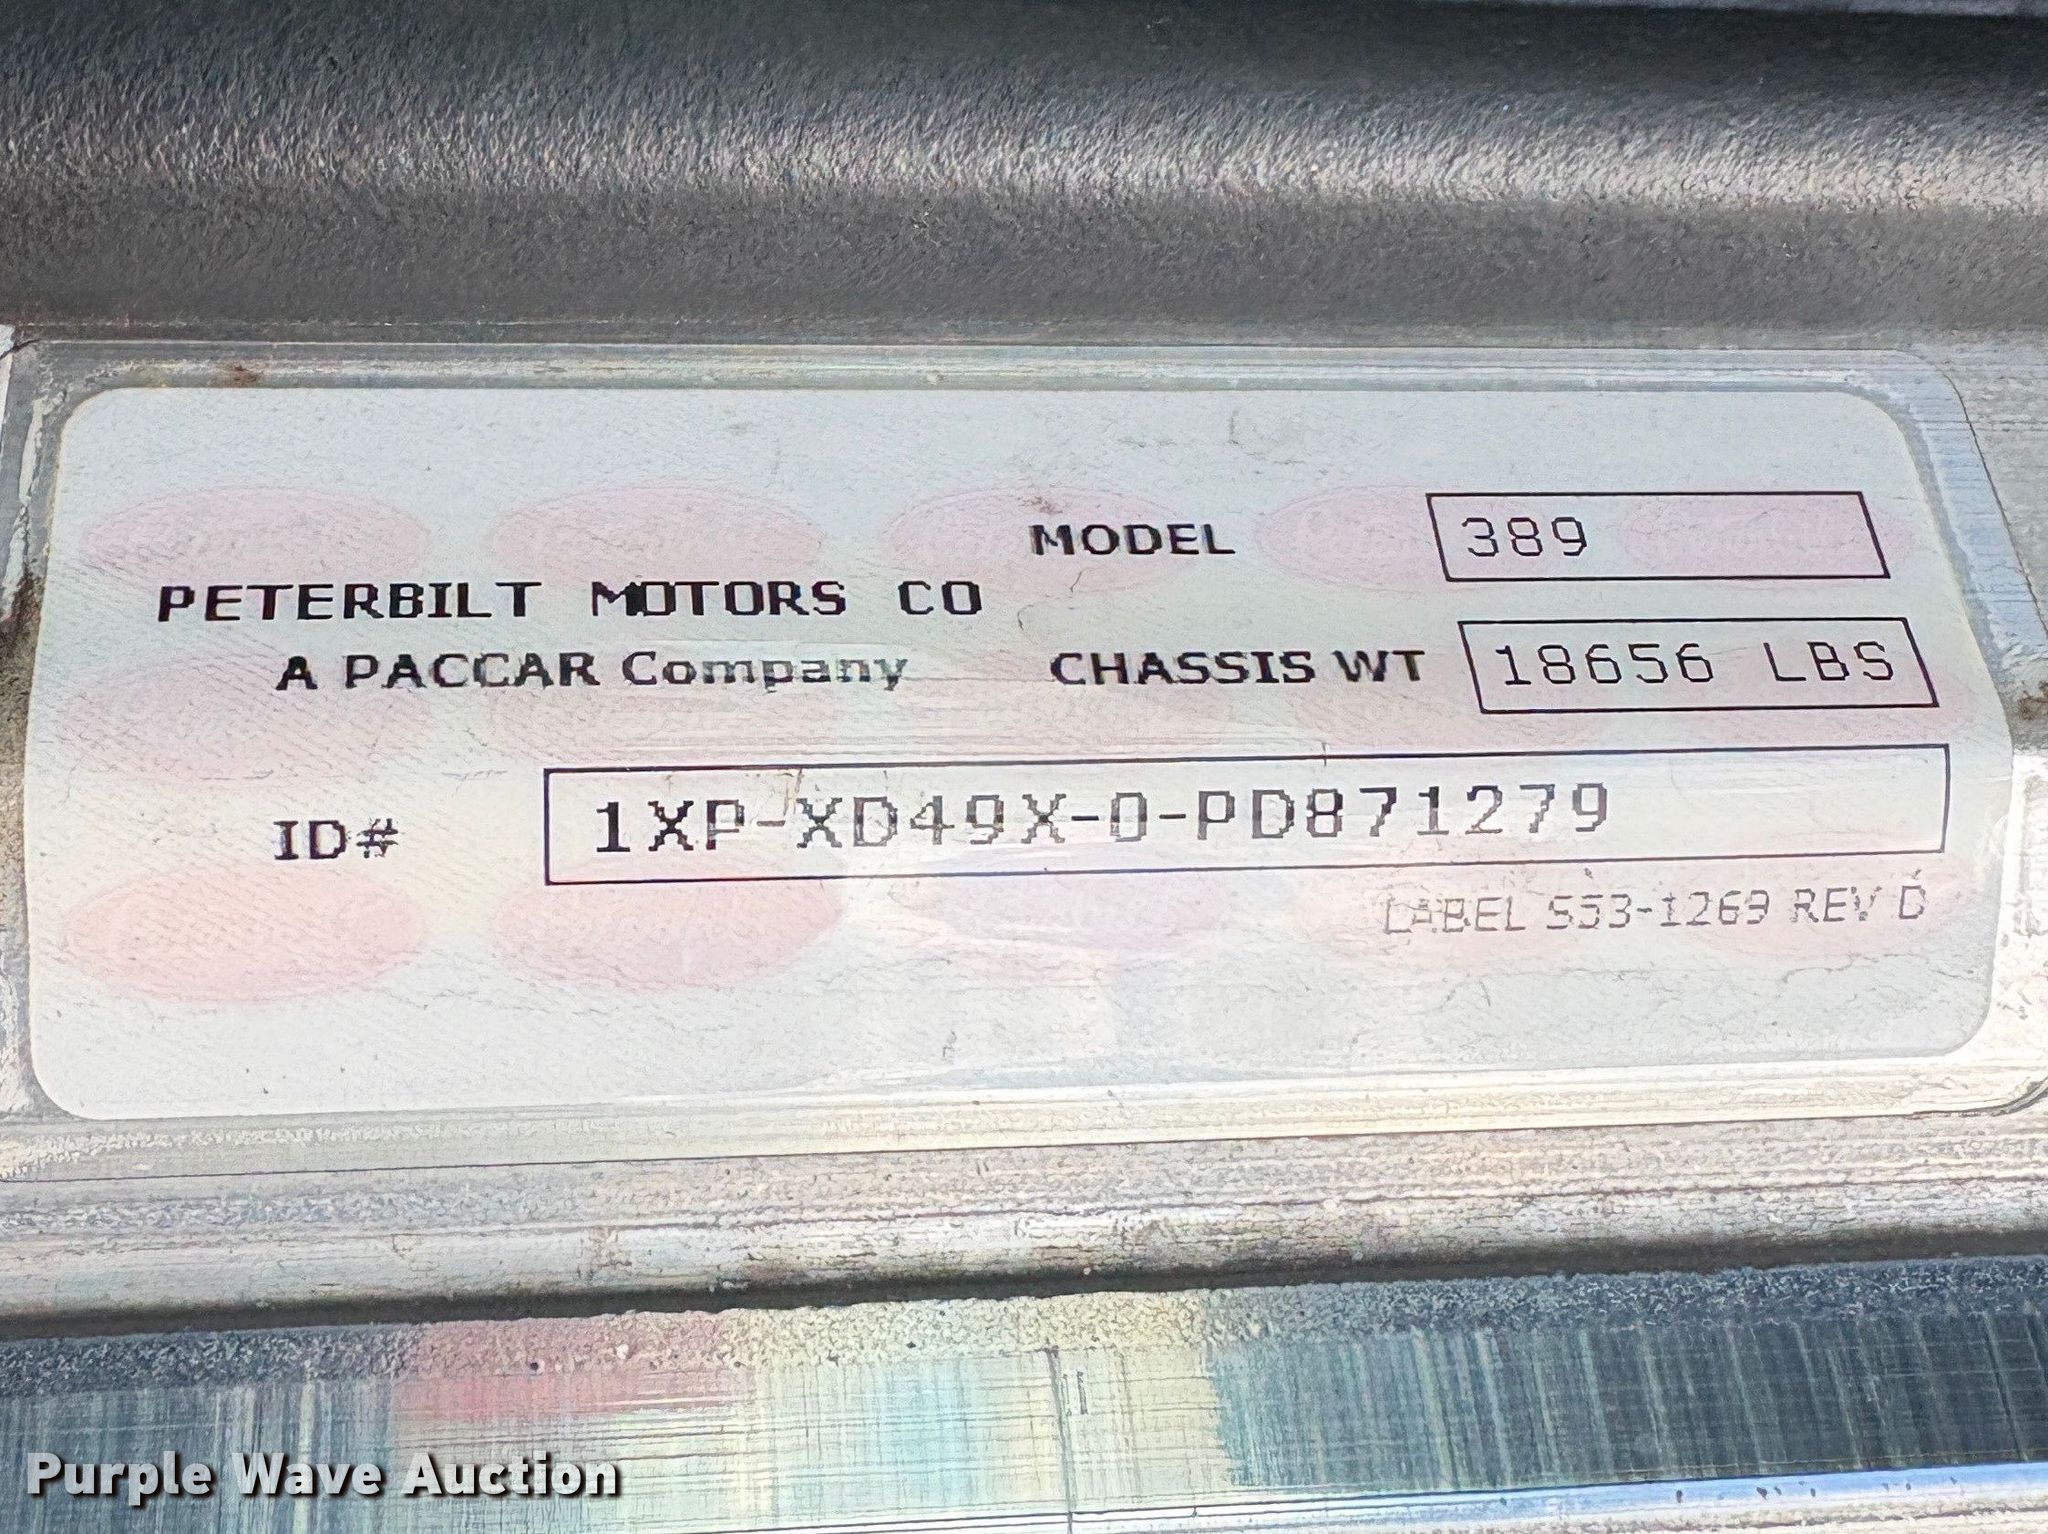 MODEL 389
PETERBILT MOTORS CO
A PACCAR Company CHASSIS WT 18656 LBS
ID# 1XP-XD49X-0-PD871279
LABEL S53-1269 REV D
Purple Wave Auction